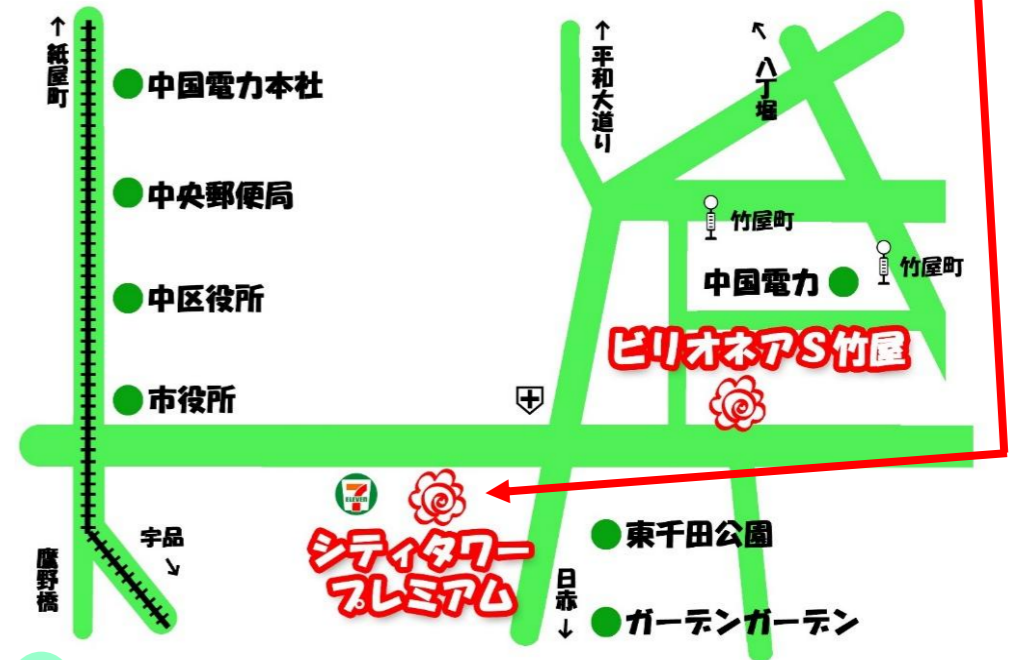 ↑紙屋町
中国電力本社
中央郵便局
中区役所
市役所
鷹野橋
宇品↓
↑平和大道り
↑八丁堀
竹屋町
竹屋町
中国電力
ビリオネアS竹屋
7
ELEVEN
シティタワー
プレミアム
日赤↓
東千田公園
ガーデンガーデン